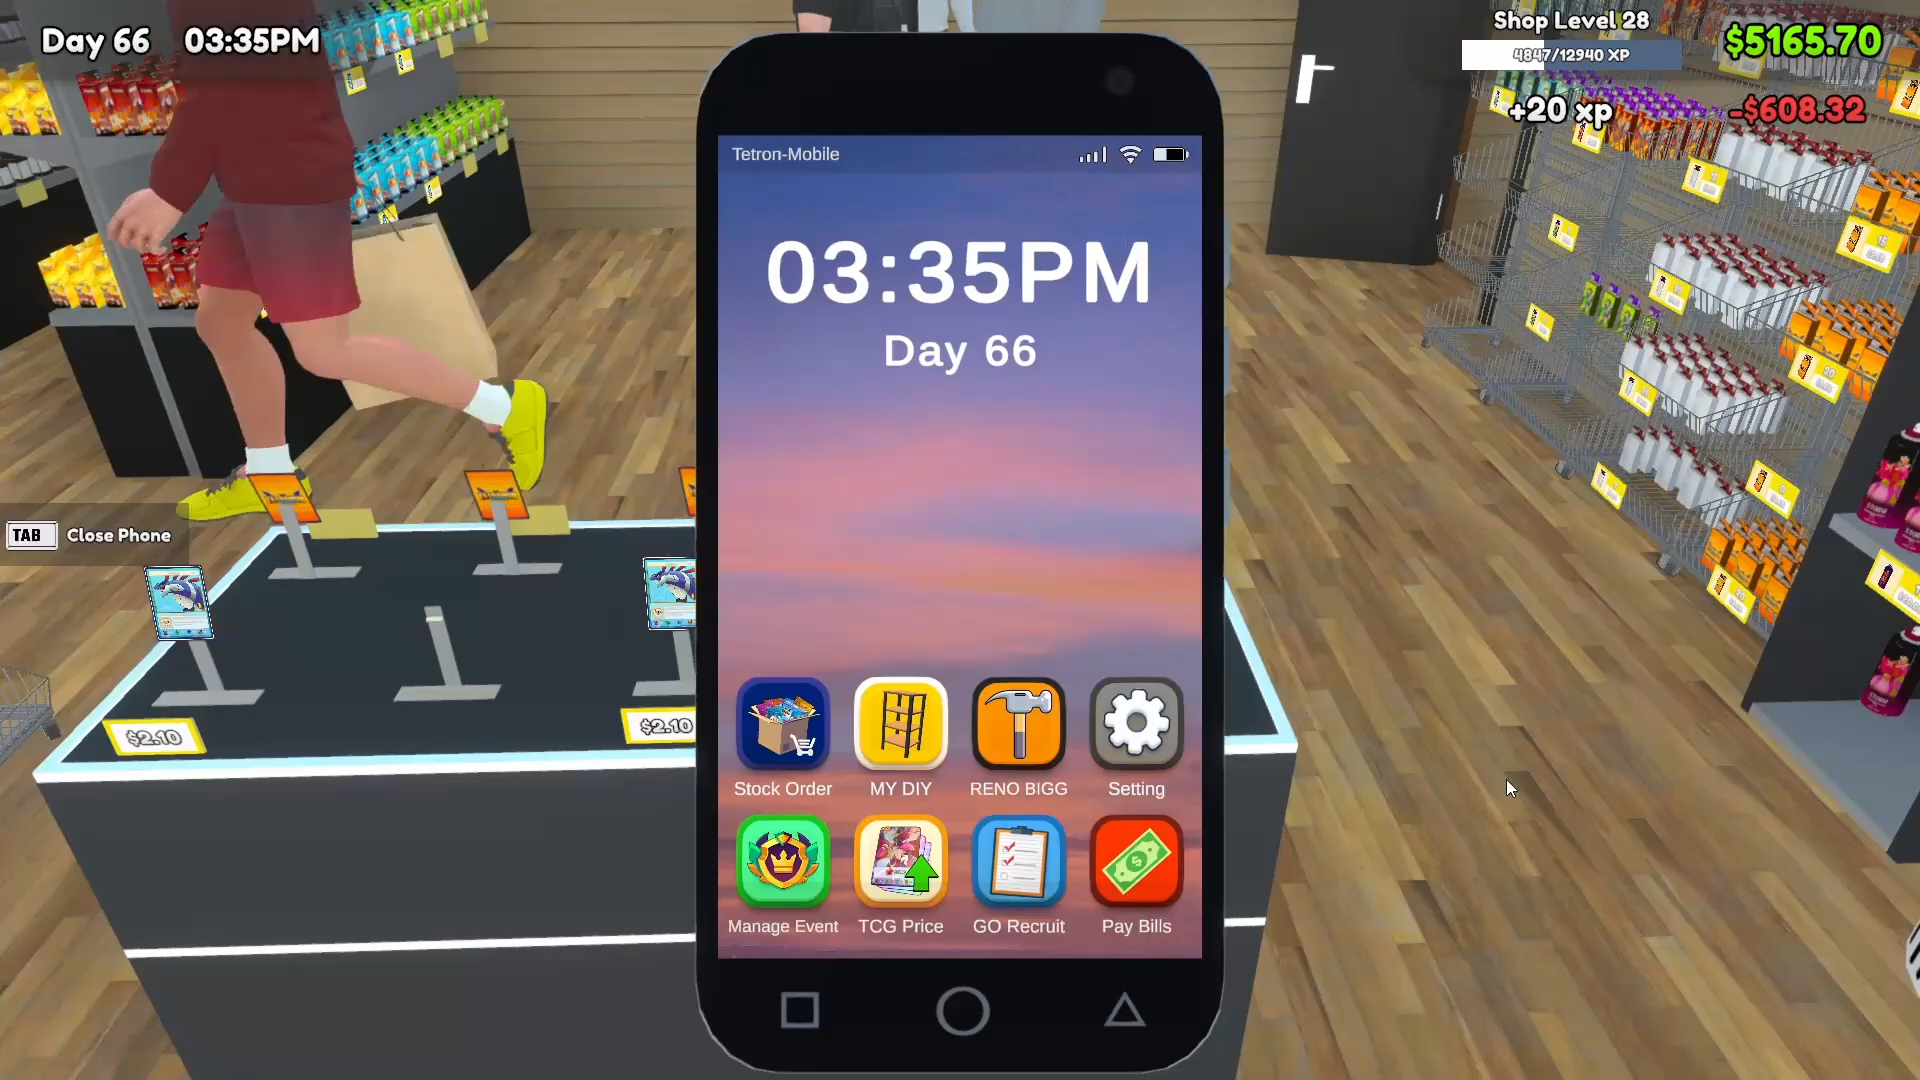 Day 66 03:35PM
Shop Level 28
4847/12940 XP
$5165.70
+20 xp
-$608.32
Tetron-Mobile
03:35PM
Day 66
TAB Close Phone
Stock Order
MY DIY
RENO BIGG
Setting
Manage Event
TCG Price
GO Recruit
Pay Bills
$2.10
$2.10